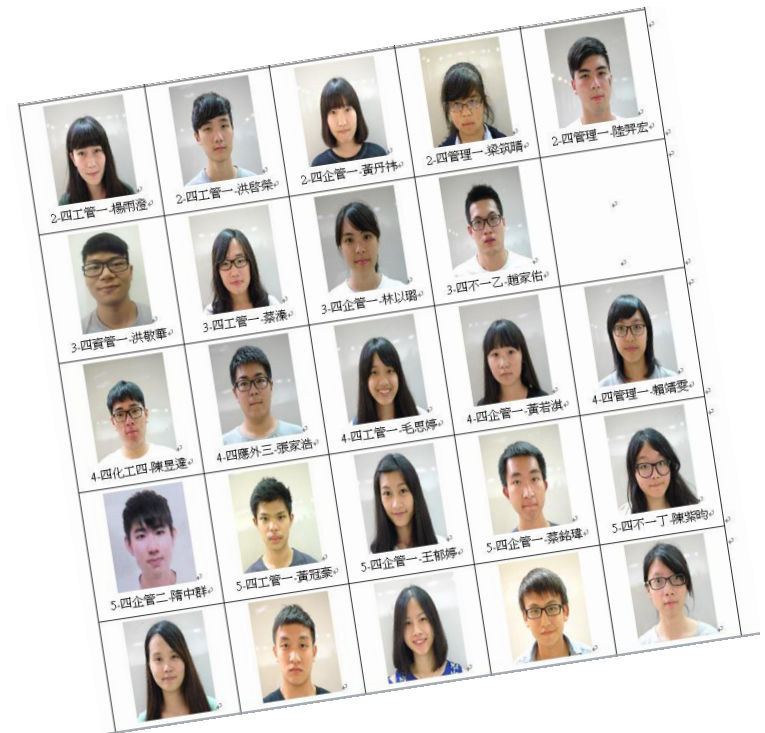 2-四工管一-楊雨澄
2-四工管一-洪啓榮
2-四企管一-黃丹祎
2-四管理一-梁筑晴
2-四管理一-陸羿宏
3-四資管一-洪敬華
3-四工管一-蔡溱
3-四企管一-林以璐
3-四不一乙-趙家佑
4-四化工四-陳昱達
4-四應外三-張家浩
4-四工管一-毛思婷
4-四企管一-黃若淇
4-四管理一-賴靖雯
5-四企管二-隋中群
5-四工管一-黃冠豪
5-四企管一-王郁婷
5-四企管一-蔡銘瑋
5-四不一丁-陳紫昀